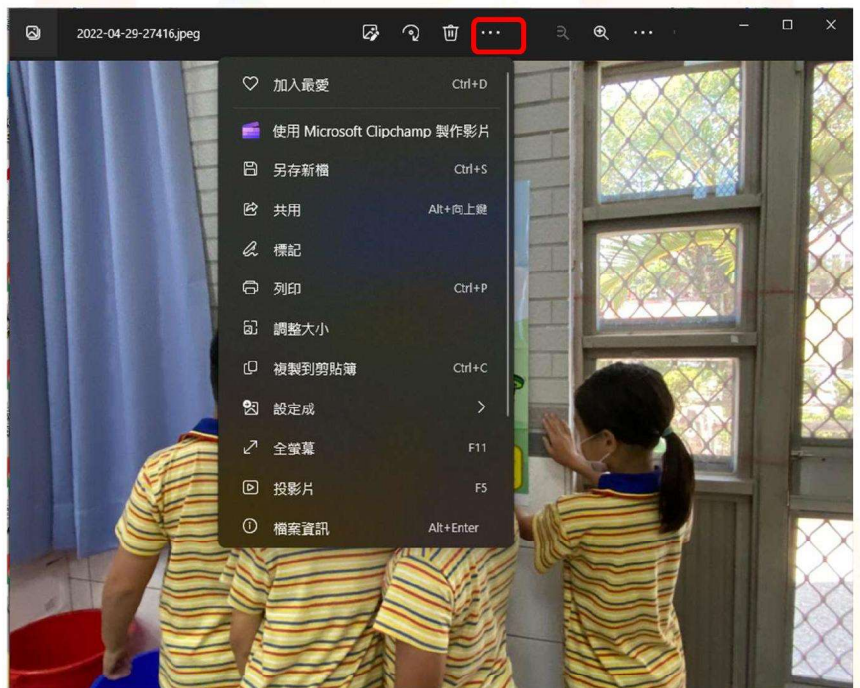 2022-04-29-27416.jpeg
加入最愛 Ctrl+D
使用 Microsoft Clipchamp 製作影片
另存新檔 Ctrl+S
共用 Alt+向上鍵
標記
列印 Ctrl+P
調整大小
複製到剪貼簿 Ctrl+C
設定成
全螢幕 F11
投影片 F5
檔案資訊 Alt+Enter